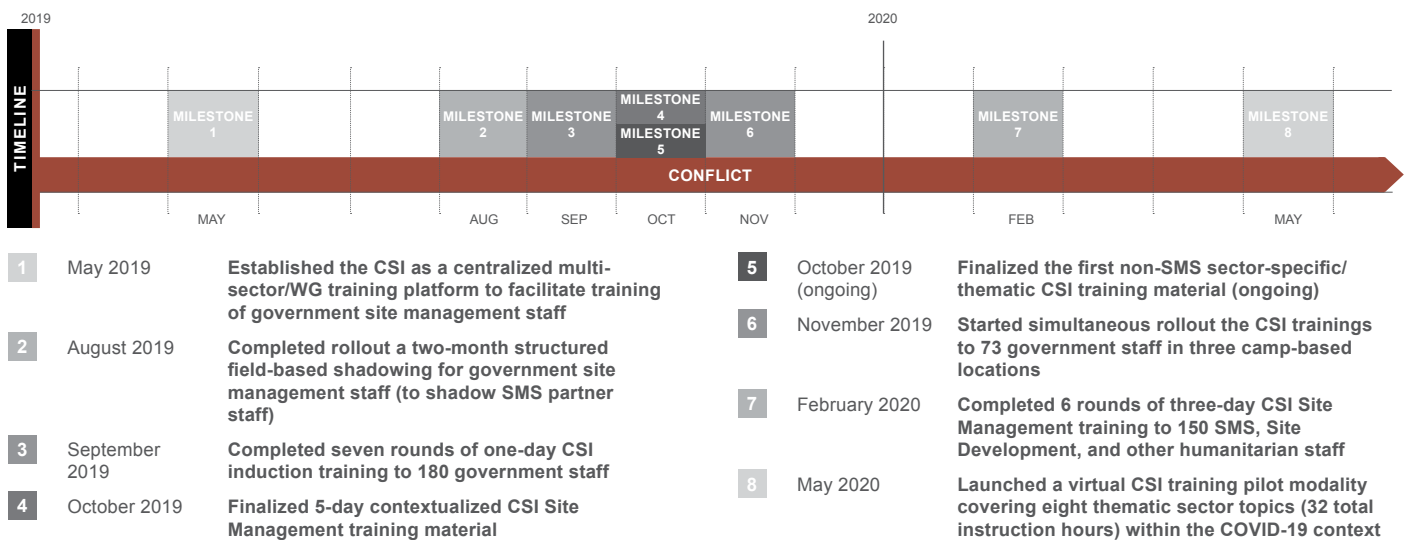 2019
2020
TIMELINE
MILESTONE
1
MILESTONE
2
MILESTONE
3
MILESTONE
4
MILESTONE
5
MILESTONE
6
MILESTONE
7
MILESTONE
8
CONFLICT
MAY
AUG
SEP
OCT
NOV
FEB
MAY
1 May 2019 Established the CSI as a centralized multi-
sector/WG training platform to facilitate training
of government site management staff
2 August 2019 Completed rollout a two-month structured
field-based shadowing for government site
management staff (to shadow SMS partner
staff)
3 September Completed seven rounds of one-day CSI
2019 induction training to 180 government staff
4 October 2019 Finalized 5-day contextualized CSI Site
Management training material
5 October 2019 Finalized the first non-SMS sector-specific/
(ongoing) thematic CSI training material (ongoing)
6 November 2019 Started simultaneous rollout the CSI trainings
to 73 government staff in three camp-based
locations
7 February 2020 Completed 6 rounds of three-day CSI Site
Management training to 150 SMS, Site
Development, and other humanitarian staff
8 May 2020 Launched a virtual CSI training pilot modality
covering eight thematic sector topics (32 total
instruction hours) within the COVID-19 context